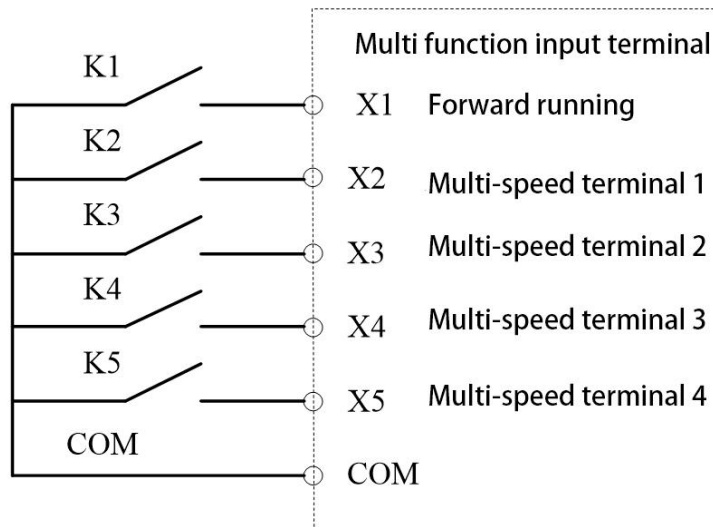 Multi function input terminal
K1
X1 Forward running
K2
X2 Multi-speed terminal 1
K3
X3 Multi-speed terminal 2
K4
X4 Multi-speed terminal 3
K5
X5 Multi-speed terminal 4
COM
COM